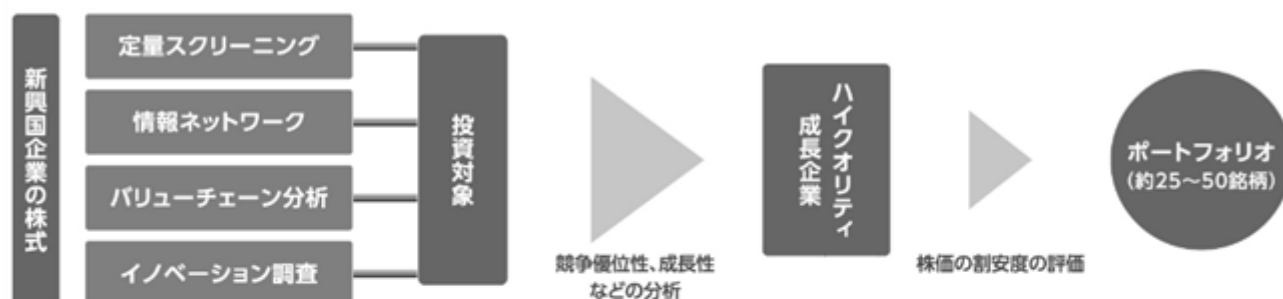 新興国企業の株式
定量スクリーニング
情報ネットワーク
バリューチェーン分析
イノベーション調査
投資対象
競争優位性、成長性
などの分析
ハイクオリティ
成長企業
株価の割安度の評価
ポートフォリオ
(約25～50銘柄)